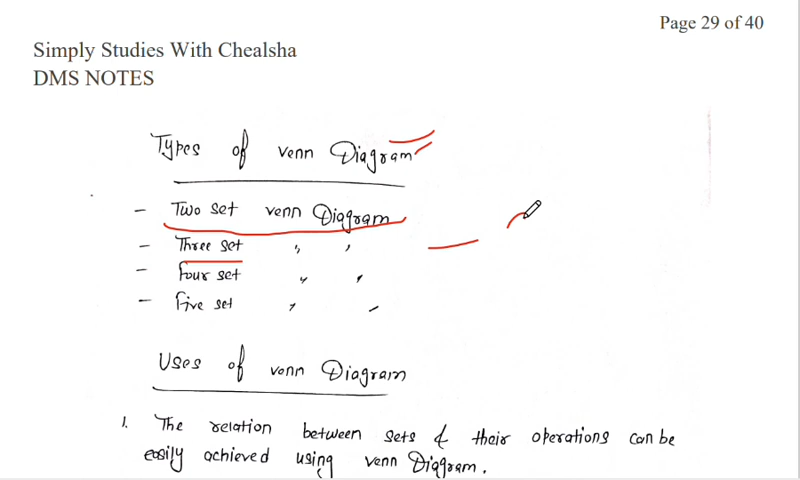 Page 29 of 40
Simply Studies With Chealsha
DMS NOTES
Types of venn Diagram
- Two set venn Diagram
- Three set " "
- four set " "
- five set " "
Uses of venn Diagram
1. The relation between sets & their operations can be
easily achieved using venn Diagram.